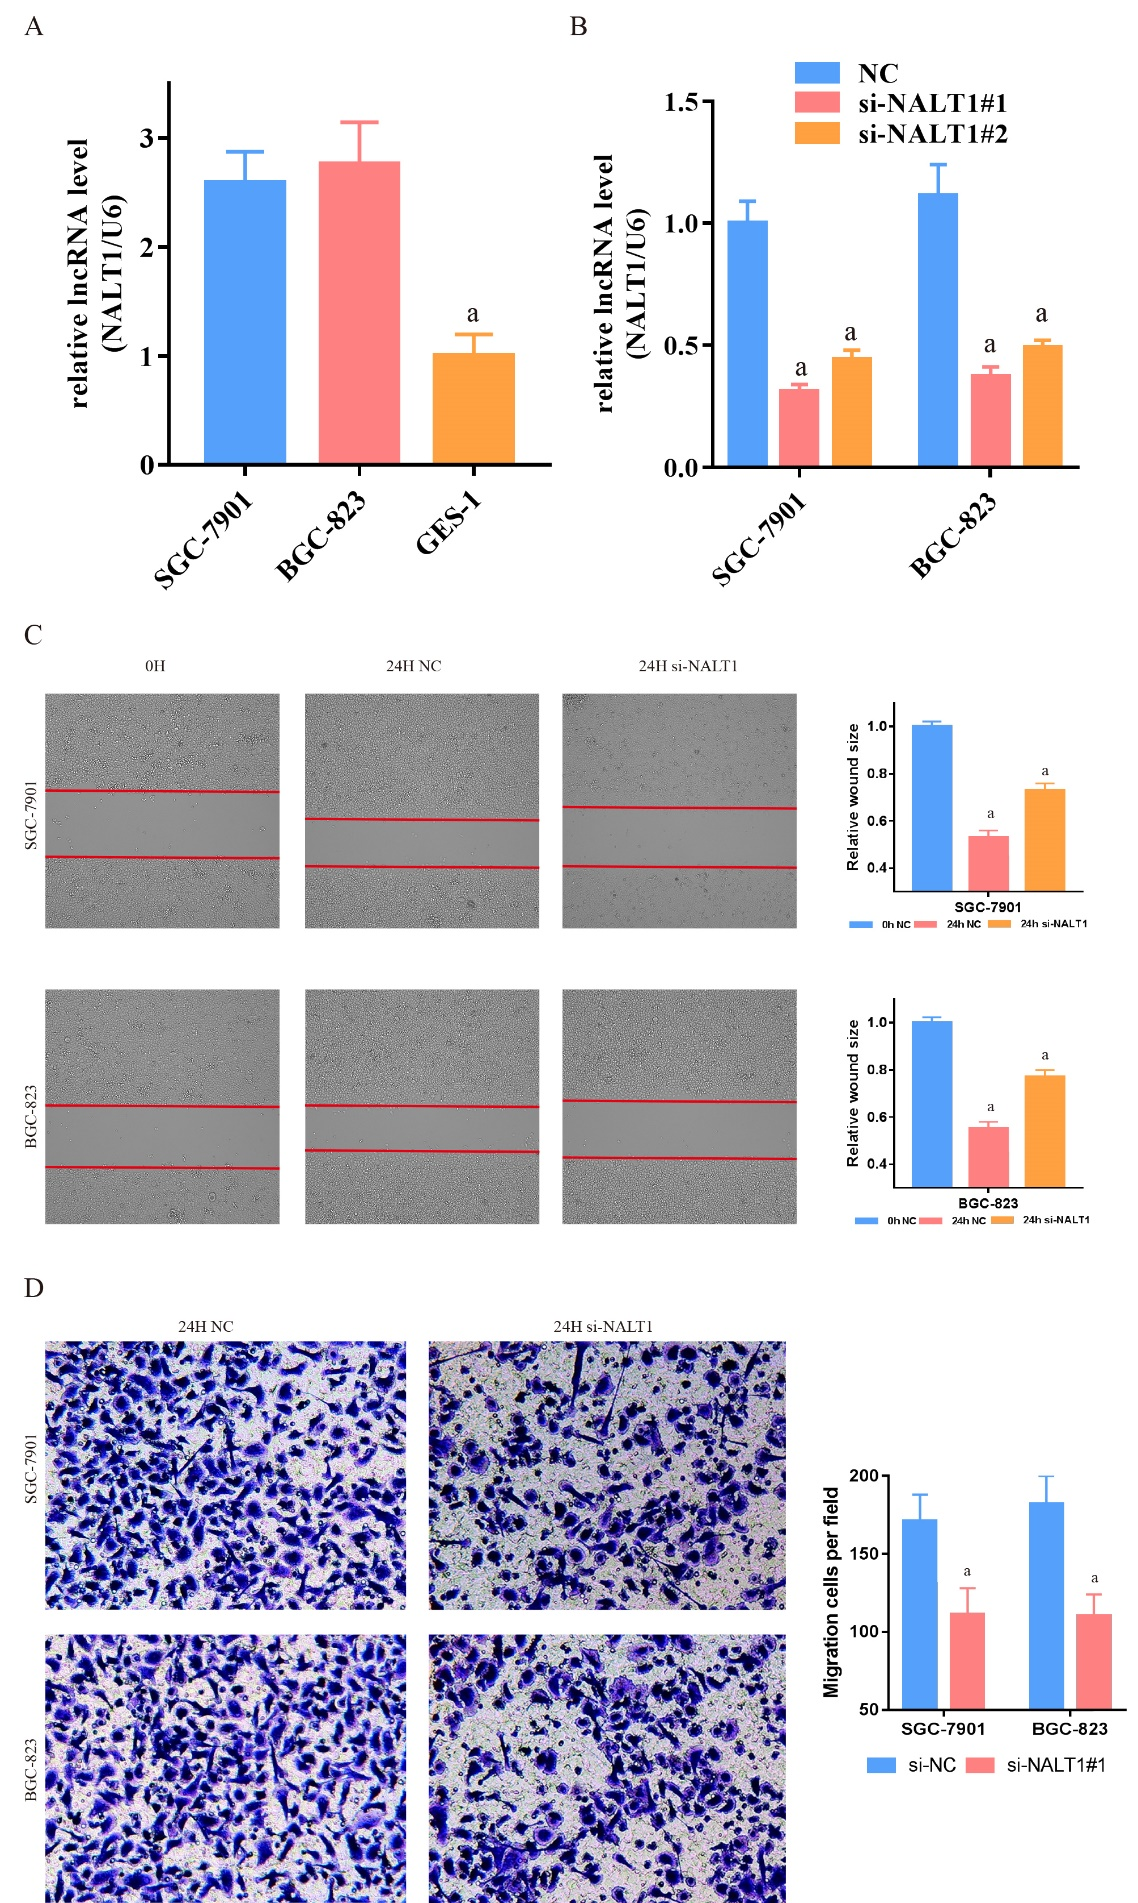 A
relative lncRNA level
(NALT1/U6)
3
2
1
0
a
SGC-7901
BGC-823
GES-1
B
NC
si-NALT1#1
si-NALT1#2
relative lncRNA level
(NALT1/U6)
1.5
1.0
0.5
0.0
a
a
a
a
SGC-7901
BGC-823
C
0H
24H NC
24H si-NALT1
SGC-7901
Relative wound size
1.0
0.8
0.6
0.4
a
a
SGC-7901
0h NC
24h NC
24h si-NALT1
BGC-823
Relative wound size
1.0
0.8
0.6
0.4
a
a
BGC-823
0h NC
24h NC
24h si-NALT1
D
24H NC
24H si-NALT1
SGC-7901
BGC-823
Migration cells per field
200
150
100
50
a
a
SGC-7901
BGC-823
si-NC
si-NALT1#1